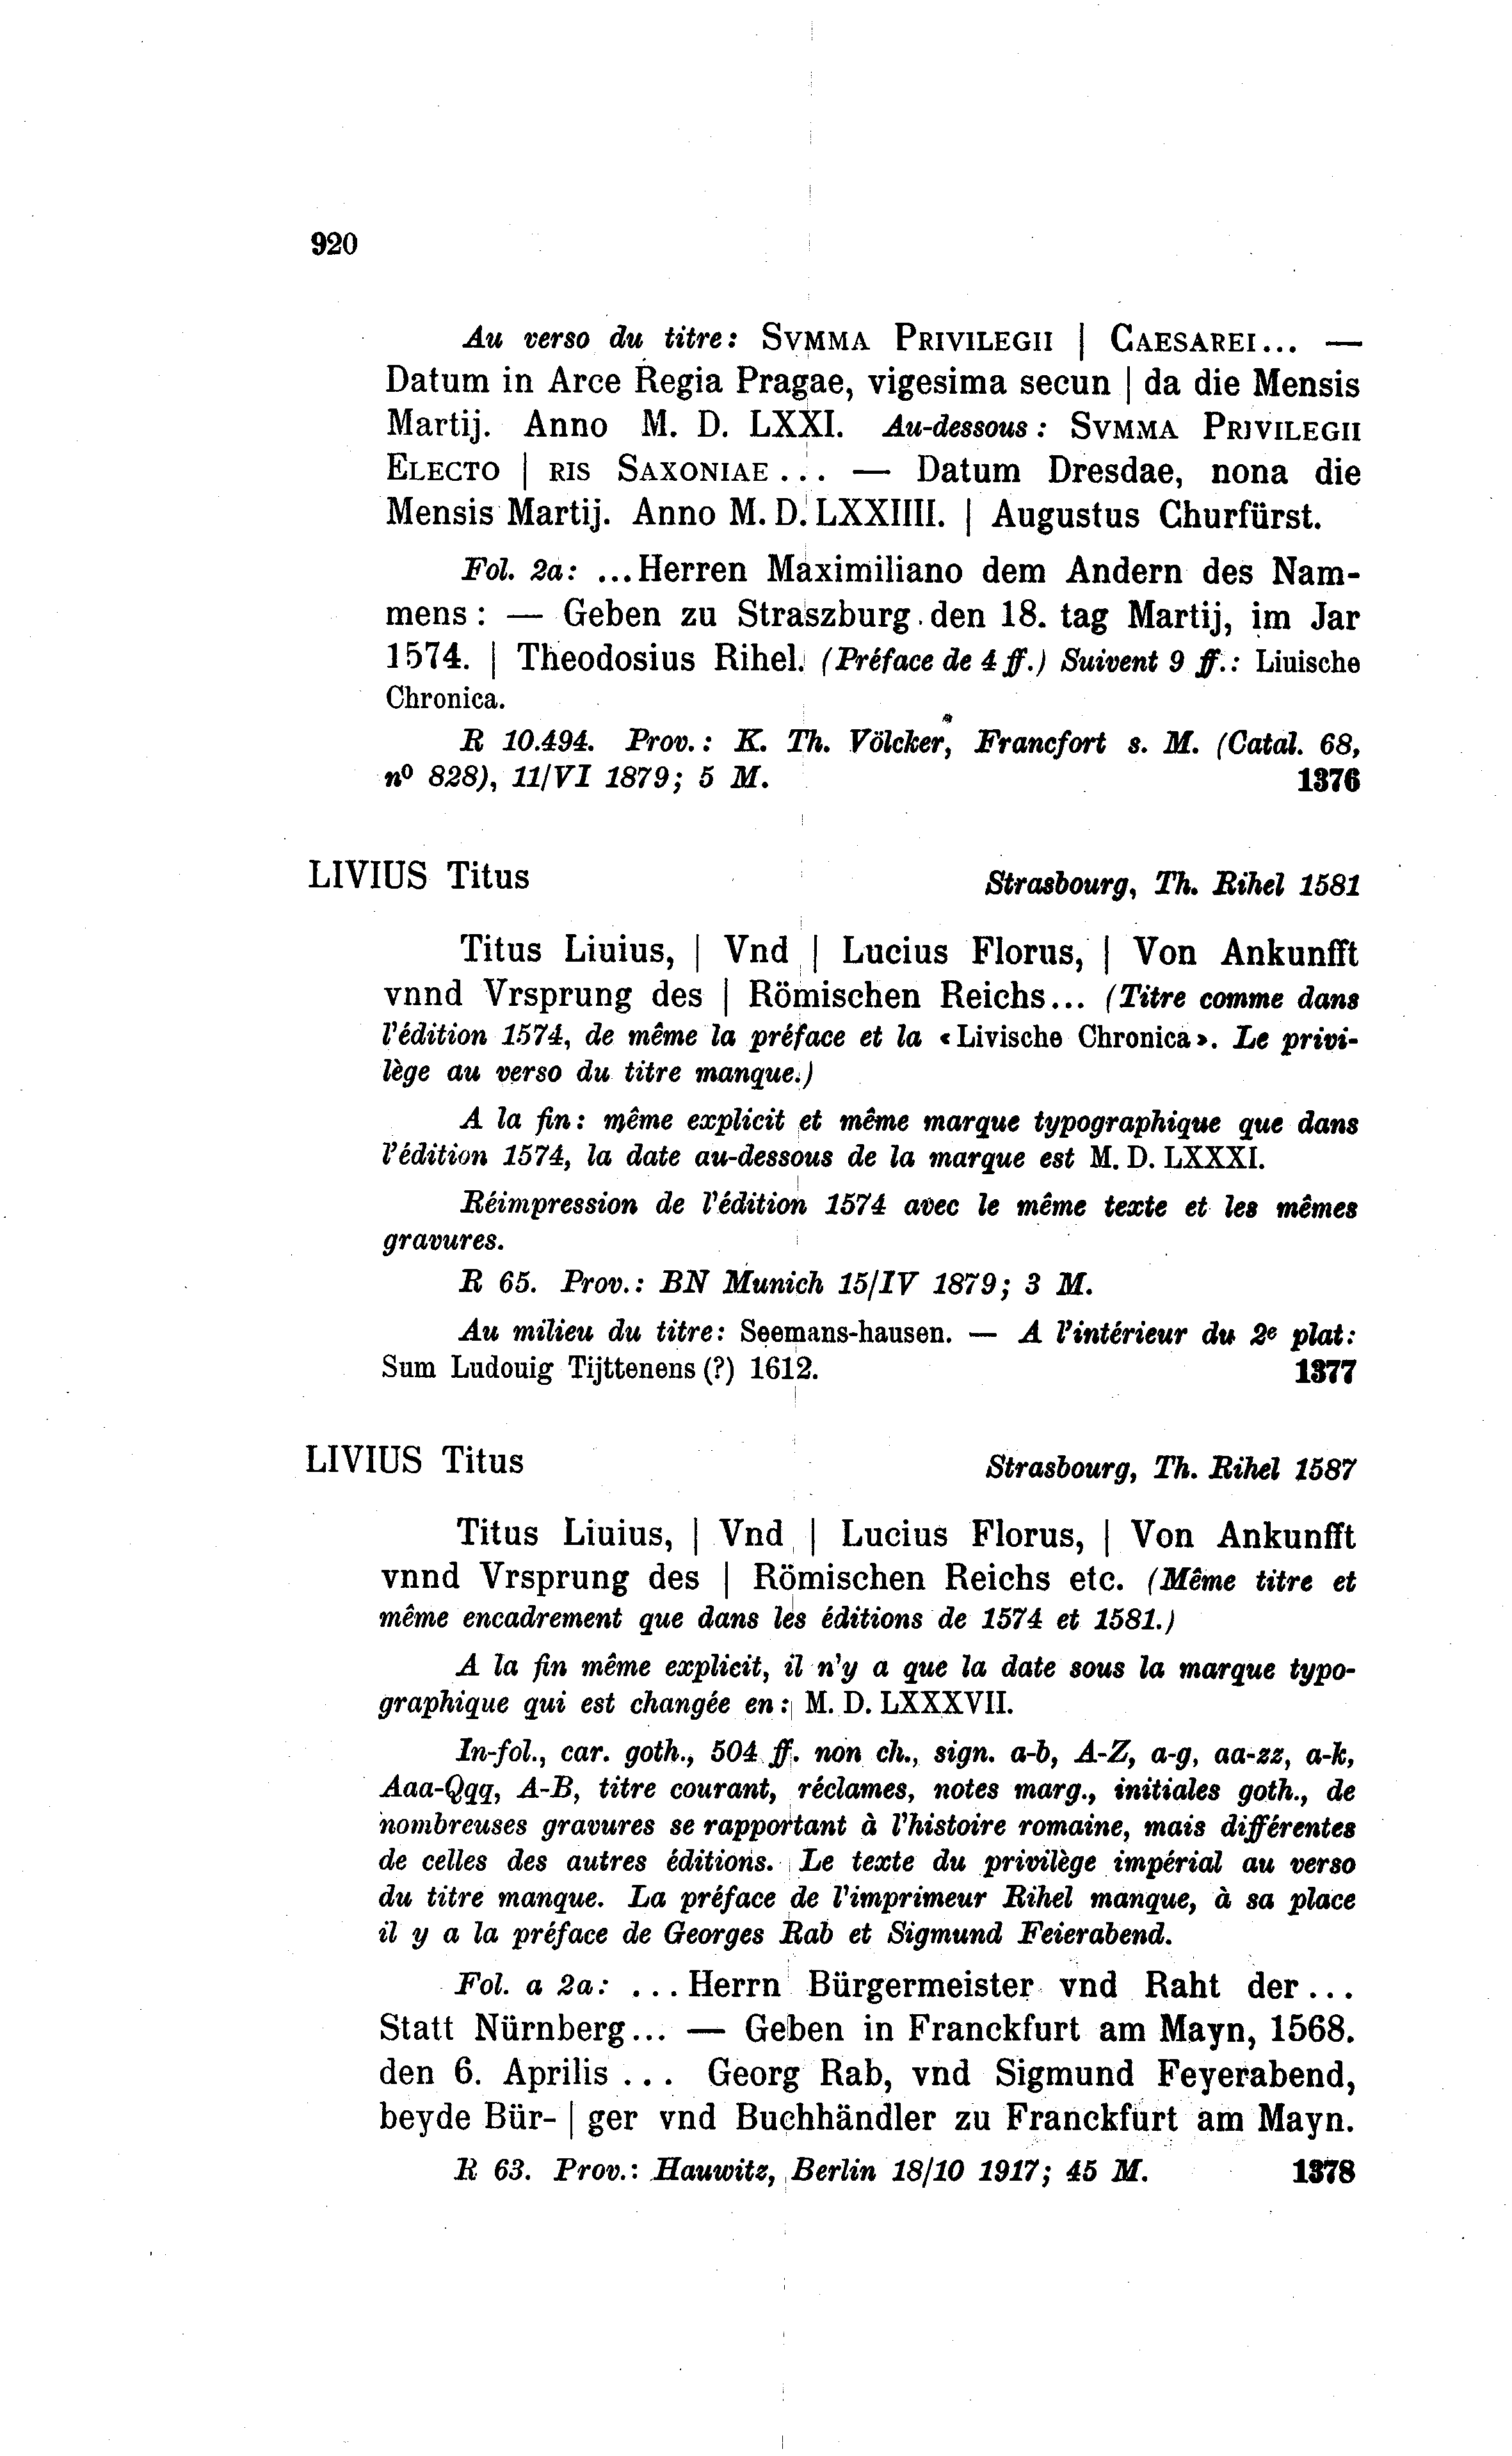 920
Au verso du titre: SVMMA PRIVILEGII | CAESAREI... —
Datum in Arce Regia Pragae, vigesima secun | da die Mensis
Martij. Anno M. D. LXXI. Au-dessous : SVMMA PRIVILEGII
ELECTO | RIS SAXONIAE ... — Datum Dresdae, nona die
Mensis Martij. Anno M. D. LXXIIII. | Augustus Churfürst.
Fol. 2a: ...Herren Maximiliano dem Andern des Nam-
mens : — Geben zu Straszburg den 18. tag Martij, im Jar
1574. | Theodosius Rihel. (Préface de 4 ff.) Suivent 9 ff.: Liuische
Chronica.
R 10.494. Prov.: K. Th. Völcker, Francfort s. M. (Catal. 68,
nº 828), 11/VI 1879; 5 M. 1376
LIVIUS Titus Strasbourg, Th. Rihel 1581
Titus Liuius, | Vnd | Lucius Florus, | Von Ankunfft
vnnd Vrsprung des | Römischen Reichs... (Titre comme dans
l'édition 1574, de même la préface et la «Livische Chronica». Le privi-
lège au verso du titre manque.)
A la fin: même explicit et même marque typographique que dans
l'édition 1574, la date au-dessous de la marque est M. D. LXXXI.
Réimpression de l'édition 1574 avec le même texte et les mêmes
gravures.
R 65. Prov.: BN Munich 15/IV 1879; 3 M.
Au milieu du titre: Seemans-hausen. — A l'intérieur du 2e plat:
Sum Ludouig Tijttenens (?) 1612. 1377
LIVIUS Titus Strasbourg, Th. Rihel 1587
Titus Liuius, | Vnd | Lucius Florus, | Von Ankunfft
vnnd Vrsprung des | Römischen Reichs etc. (Même titre et
même encadrement que dans les éditions de 1574 et 1581.)
A la fin même explicit, il n'y a que la date sous la marque typo-
graphique qui est changée en : M. D. LXXXVII.
In-fol., car. goth., 504 ff. non ch., sign. a-b, A-Z, a-g, aa-zz, a-k,
Aaa-Qqq, A-B, titre courant, réclames, notes marg., initiales goth., de
nombreuses gravures se rapportant à l'histoire romaine, mais différentes
de celles des autres éditions. Le texte du privilège impérial au verso
du titre manque. La préface de l'imprimeur Rihel manque, à sa place
il y a la préface de Georges Rab et Sigmund Feierabend.
Fol. a 2a: ... Herrn Bürgermeister vnd Raht der ...
Statt Nürnberg... — Geben in Franckfurt am Mayn, 1568.
den 6. Aprilis ... Georg Rab, vnd Sigmund Feyerabend,
beyde Bür- | ger vnd Buchhändler zu Franckfurt am Mayn.
R 63. Prov.: Hauwitz, Berlin 18/10 1917; 45 M. 1378